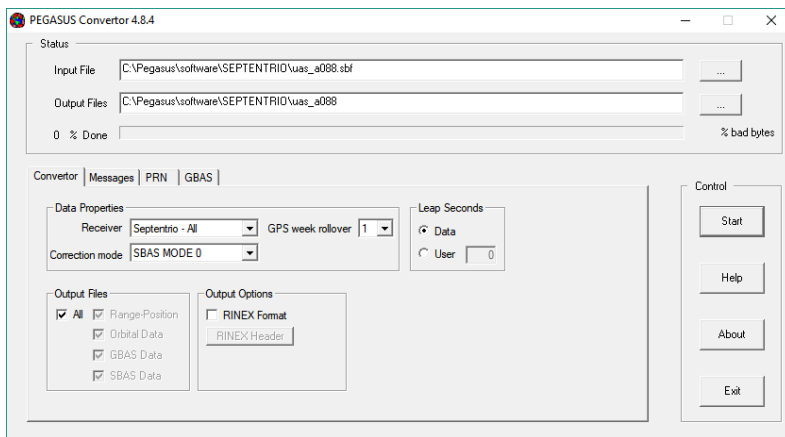 PEGASUS Convertor 4.8.4
Status
Input File C:\Pegasus\software\SEPTENTRIO\uas_a088.sbf ...
Output Files C:\Pegasus\software\SEPTENTRIO\uas_a088 ...
0 % Done % bad bytes
Convertor Messages PRN GBAS
Data Properties
Receiver Septentrio - All GPS week rollover 1
Correction mode SBAS MODE 0
Leap Seconds
Data
User 0
Output Files
All Range-Position
Orbital Data
GBAS Data
SBAS Data
Output Options
RINEX Format
RINEX Header
Control
Start
Help
About
Exit